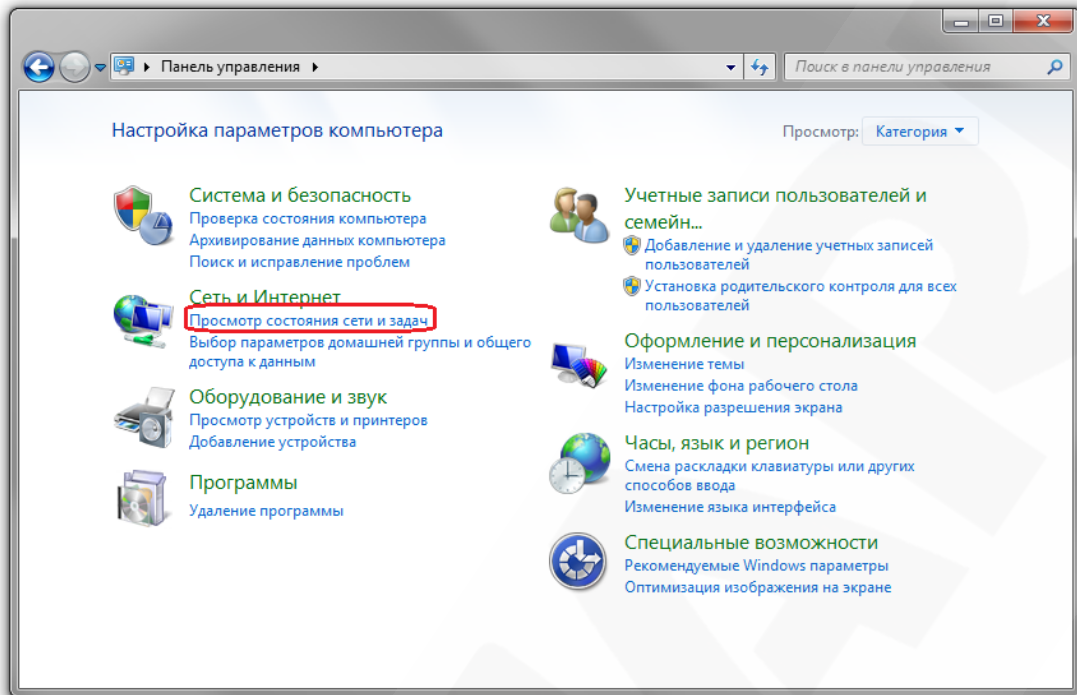 Панель управления
Поиск в панели управления
Настройка параметров компьютера
Просмотр: Категория
Система и безопасность
Проверка состояния компьютера
Архивирование данных компьютера
Поиск и исправление проблем
Сеть и Интернет
Просмотр состояния сети и задач
Выбор параметров домашней группы и общего
доступа к данным
Оборудование и звук
Просмотр устройств и принтеров
Добавление устройства
Программы
Удаление программы
Учетные записи пользователей и
семейн...
Добавление и удаление учетных записей
пользователей
Установка родительского контроля для всех
пользователей
Оформление и персонализация
Изменение темы
Изменение фона рабочего стола
Настройка разрешения экрана
Часы, язык и регион
Смена раскладки клавиатуры или других
способов ввода
Изменение языка интерфейса
Специальные возможности
Рекомендуемые Windows параметры
Оптимизация изображения на экране